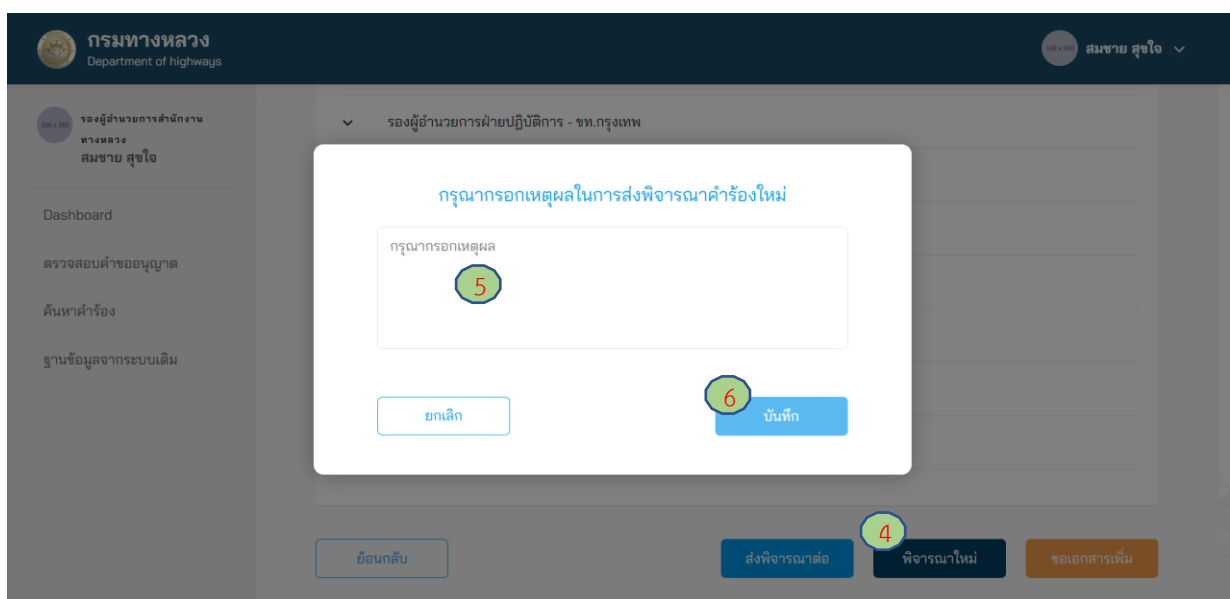 กรมทางหลวง
Department of highways
สมชาย สุขใจ
รองผู้อำนวยการสำนักงาน
ทางหลวง
สมชาย สุขใจ
Dashboard
ตรวจสอบคำขออนุญาต
ค้นหาคำร้อง
ฐานข้อมูลจากระบบเดิม
รองผู้อำนวยการฝ่ายปฏิบัติการ - ขท.กรุงเทพ
กรุณากรอกเหตุผลในการส่งพิจารณาคำร้องใหม่
กรุณากรอกเหตุผล
5
6
ยกเลิก
บันทึก
4
ย้อนกลับ
ส่งพิจารณาต่อ
พิจารณาใหม่
ขอเอกสารเพิ่ม